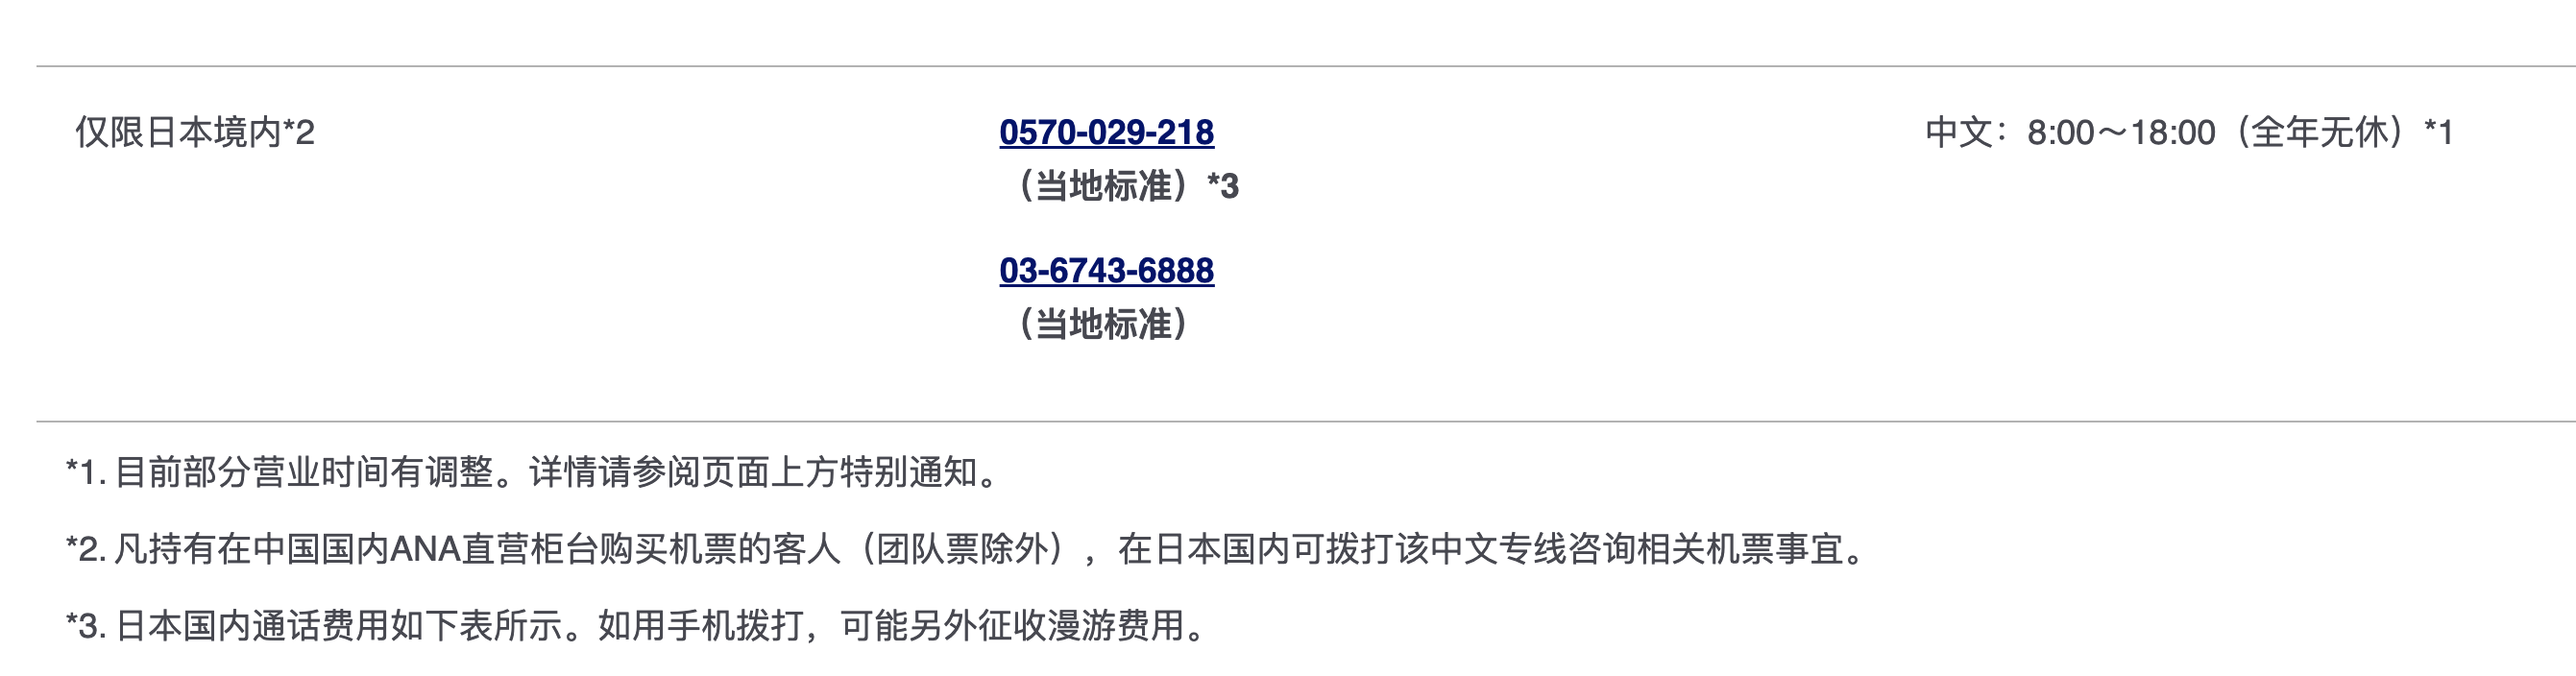 仅限日本境内*2
0570-029-218
（当地标准）*3
03-6743-6888
（当地标准）
中文：8:00～18:00（全年无休）*1
*1. 目前部分营业时间有调整。详情请参阅页面上方特别通知。
*2. 凡持有在中国国内ANA直营柜台购买机票的客人（团队票除外），在日本国内可拨打该中文专线咨询相关机票事宜。
*3. 日本国内通话费用如下表所示。如用手机拨打，可能另外征收漫游费用。